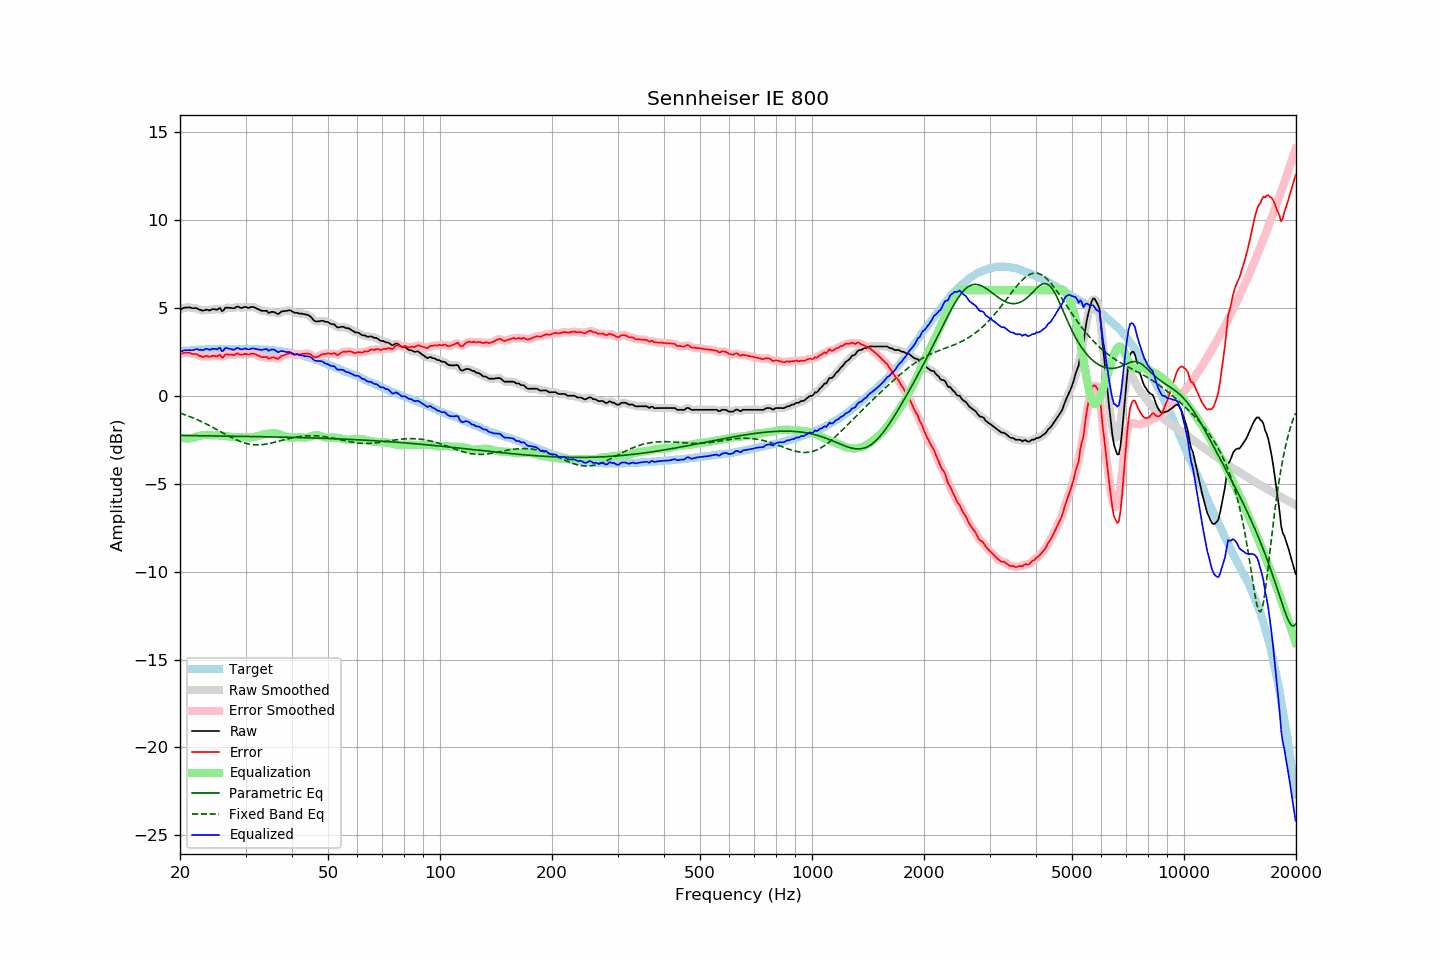 Sennheiser IE 800
Amplitude (dBr)
15
10
5
0
−5
−10
−15
−20
−25
Target
Raw Smoothed
Error Smoothed
Raw
Error
Equalization
Parametric Eq
Fixed Band Eq
Equalized
20 50 100 200 500 1000 2000 5000 10000 20000
Frequency (Hz)